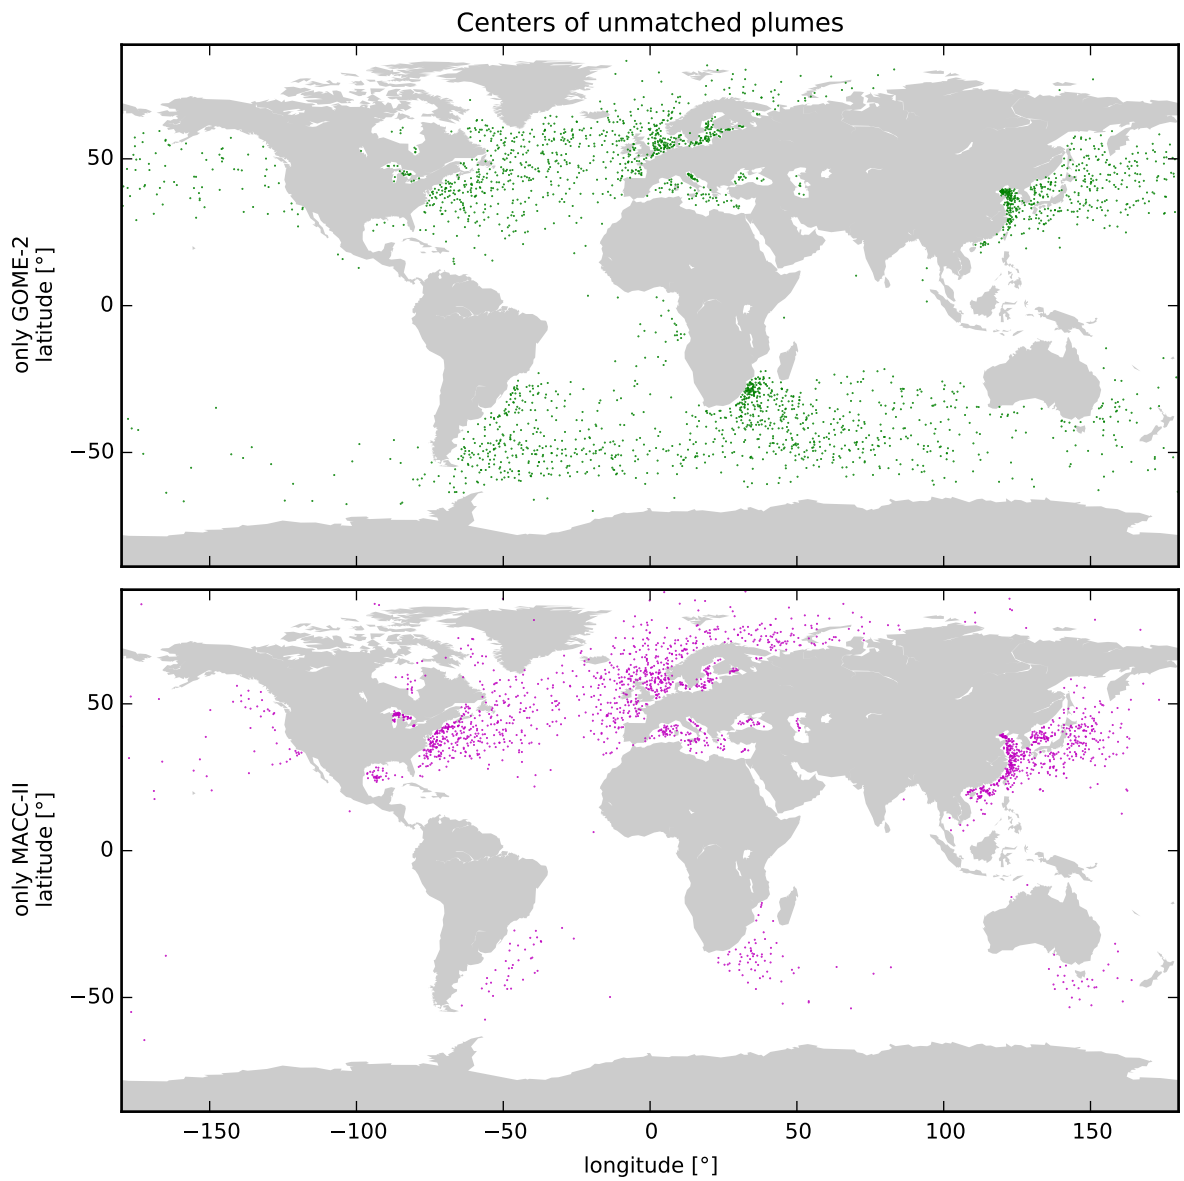 Centers of unmatched plumes
only GOME-2
latitude [°]
50
0
−50
only MACC-II
latitude [°]
50
0
−50
−150
−100
−50
0
50
100
150
longitude [°]